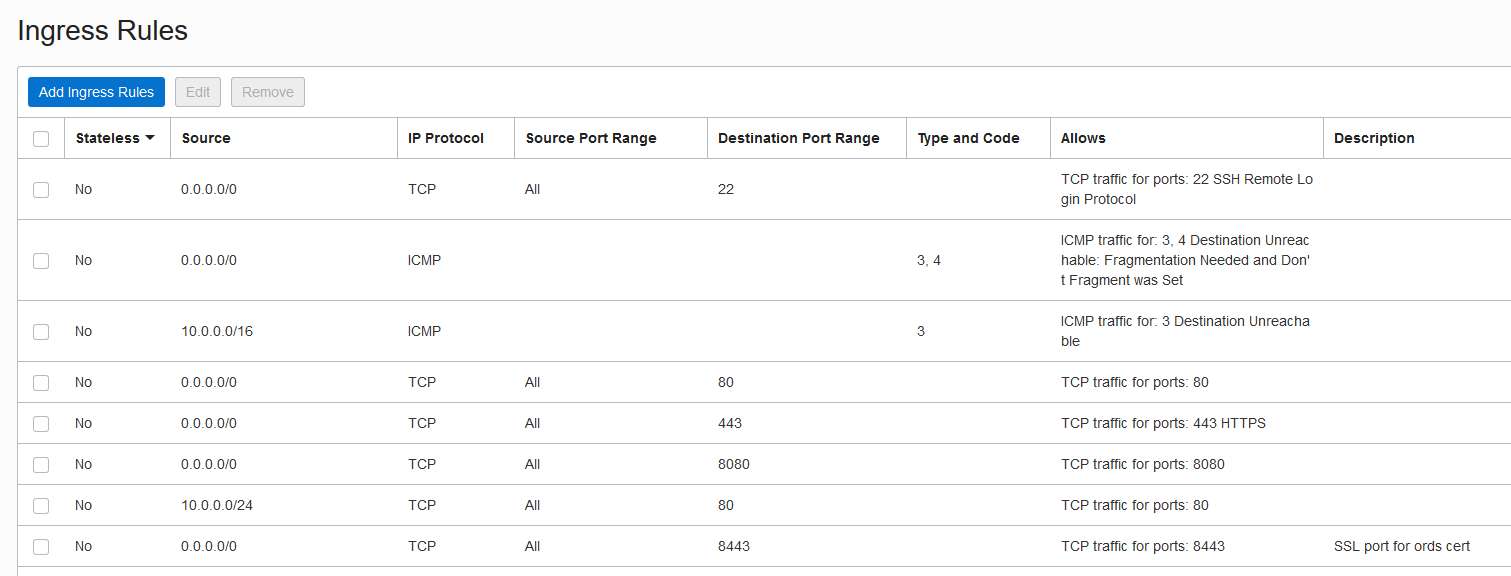 Ingress Rules
Add Ingress Rules Edit Remove
Stateless Source IP Protocol Source Port Range Destination Port Range Type and Code Allows Description
No 0.0.0.0/0 TCP All 22 TCP traffic for ports: 22 SSH Remote Lo
gin Protocol
No 0.0.0.0/0 ICMP 3, 4 ICMP traffic for: 3, 4 Destination Unreac
hable: Fragmentation Needed and Don'
t Fragment was Set
No 10.0.0.0/16 ICMP 3 ICMP traffic for: 3 Destination Unreacha
ble
No 0.0.0.0/0 TCP All 80 TCP traffic for ports: 80
No 0.0.0.0/0 TCP All 443 TCP traffic for ports: 443 HTTPS
No 0.0.0.0/0 TCP All 8080 TCP traffic for ports: 8080
No 10.0.0.0/24 TCP All 80 TCP traffic for ports: 80
No 0.0.0.0/0 TCP All 8443 TCP traffic for ports: 8443 SSL port for ords cert